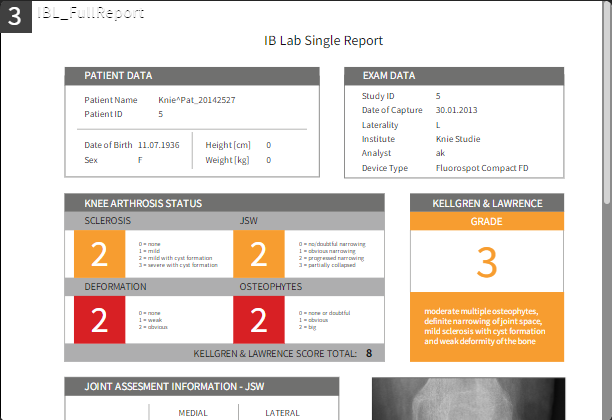 3
IBL_FullReport
IB Lab Single Report
PATIENT DATA
Patient Name Knie^Pat_20142527
Patient ID 5
Date of Birth 11.07.1936 Height [cm] 0
Sex F Weight [kg] 0
EXAM DATA
Study ID 5
Date of Capture 30.01.2013
Laterality L
Institute Knie Studie
Analyst ak
Device Type Fluorospot Compact FD
KNEE ARTHROSIS STATUS
SCLEROSIS
2
0 = none
1 = mild
2 = mild with cyst formation
3 = severe with cyst formation
JSW
2
0 = no/doubtful narrowing
1 = obvious narrowing
2 = progressed narrowing
3 = partially collapsed
DEFORMATION
2
0 = none
1 = weak
2 = obvious
OSTEOPHYTES
2
0 = none or doubtful
1 = obvious
2 = big
KELLGREN & LAWRENCE SCORE TOTAL: 8
KELLGREN & LAWRENCE
GRADE
3
moderate multiple osteophytes,
definite narrowing of joint space,
mild sclerosis with cyst formation
and weak deformity of the bone
JOINT ASSESMENT INFORMATION - JSW
MEDIAL LATERAL